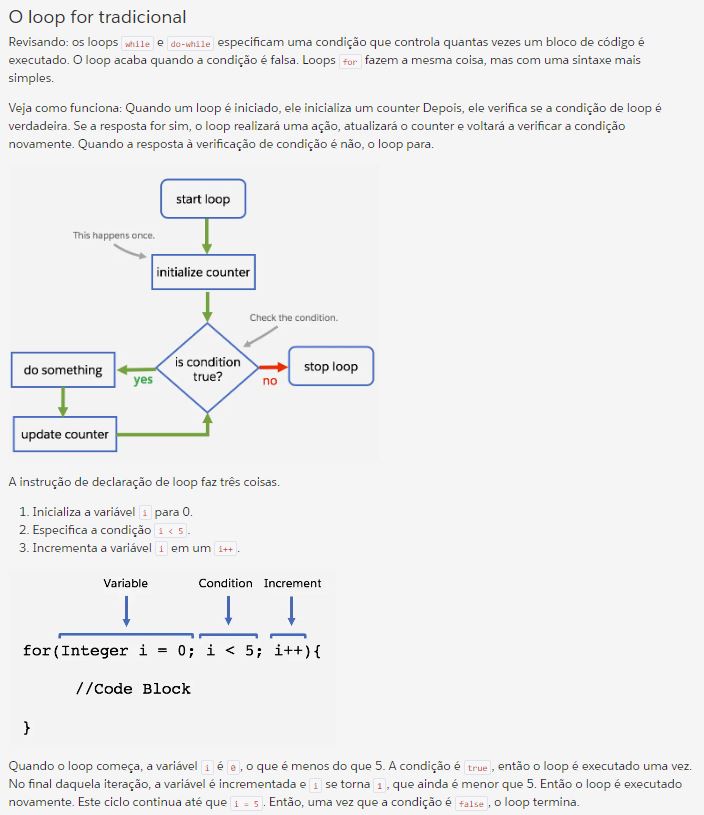 O loop for tradicional
Revisando: os loops while e do-while especificam uma condição que controla quantas vezes um bloco de código é
executado. O loop acaba quando a condição é falsa. Loops for fazem a mesma coisa, mas com uma sintaxe mais
simples.
Veja como funciona: Quando um loop é iniciado, ele inicializa um counter Depois, ele verifica se a condição de loop é
verdadeira. Se a resposta for sim, o loop realizará uma ação, atualizará o counter e voltará a verificar a condição
novamente. Quando a resposta à verificação de condição é não, o loop para.
start loop
This happens once.
initialize counter
Check the condition.
is condition
true?
do something
yes
no
stop loop
update counter
A instrução de declaração de loop faz três coisas.
1. Inicializa a variável i para 0.
2. Especifica a condição i < 5.
3. Incrementa a variável i em um i++.
Variable Condition Increment
for(Integer i = 0; i < 5; i++){
//Code Block
}
Quando o loop começa, a variável i é 0, o que é menos do que 5. A condição é true, então o loop é executado uma vez.
No final daquela iteração, a variável é incrementada e i se torna 1, que ainda é menor que 5. Então o loop é executado
novamente. Este ciclo continua até que i = 5. Então, uma vez que a condição é false, o loop termina.